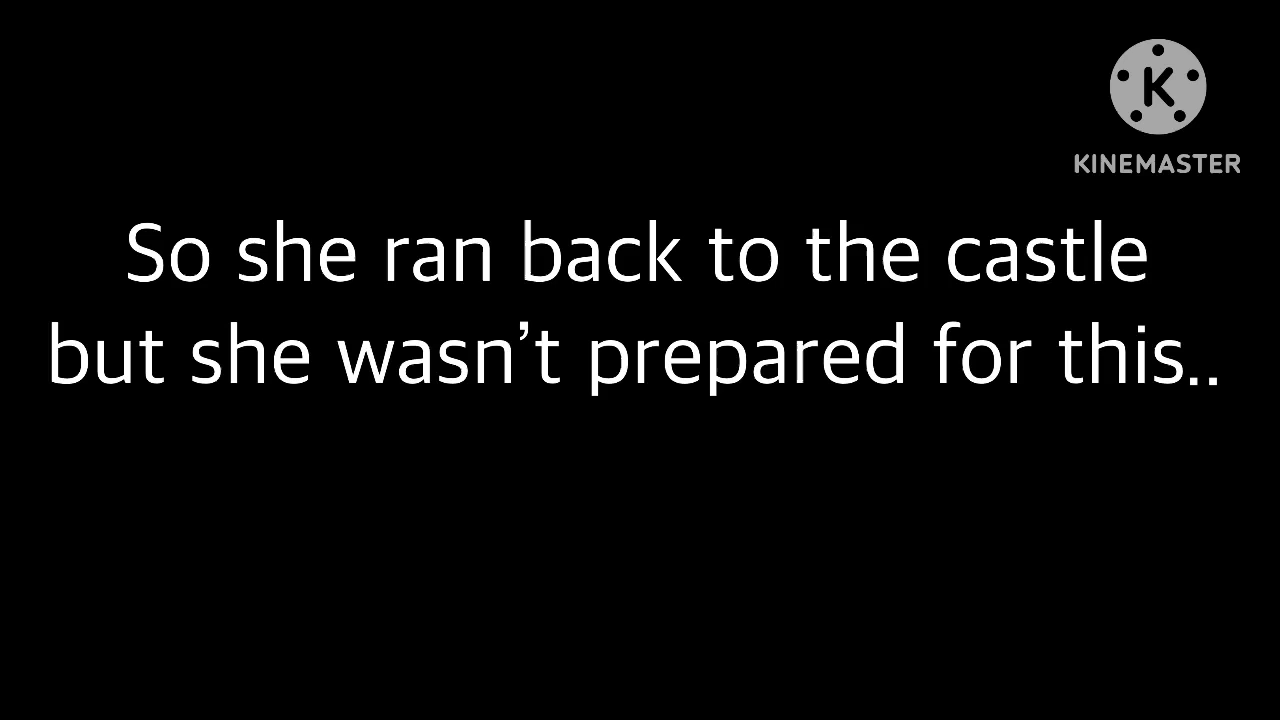 K
KINEMASTER
So she ran back to the castle
but she wasn’t prepared for this..